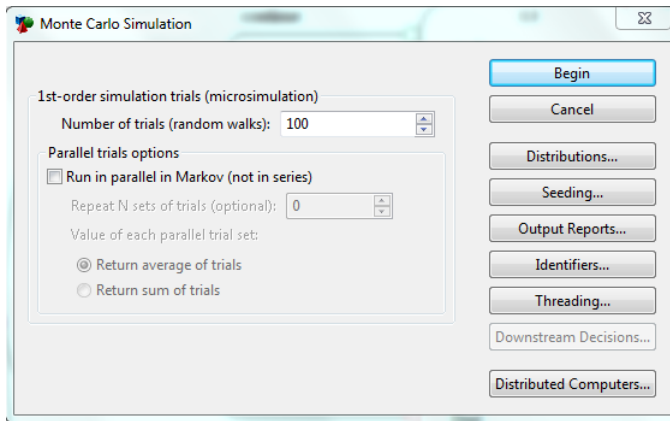 Monte Carlo Simulation
1st-order simulation trials (microsimulation)
Number of trials (random walks): 100
Parallel trials options
Run in parallel in Markov (not in series)
Repeat N sets of trials (optional): 0
Value of each parallel trial set:
Return average of trials
Return sum of trials
Begin
Cancel
Distributions...
Seeding...
Output Reports...
Identifiers...
Threading...
Downstream Decisions...
Distributed Computers...